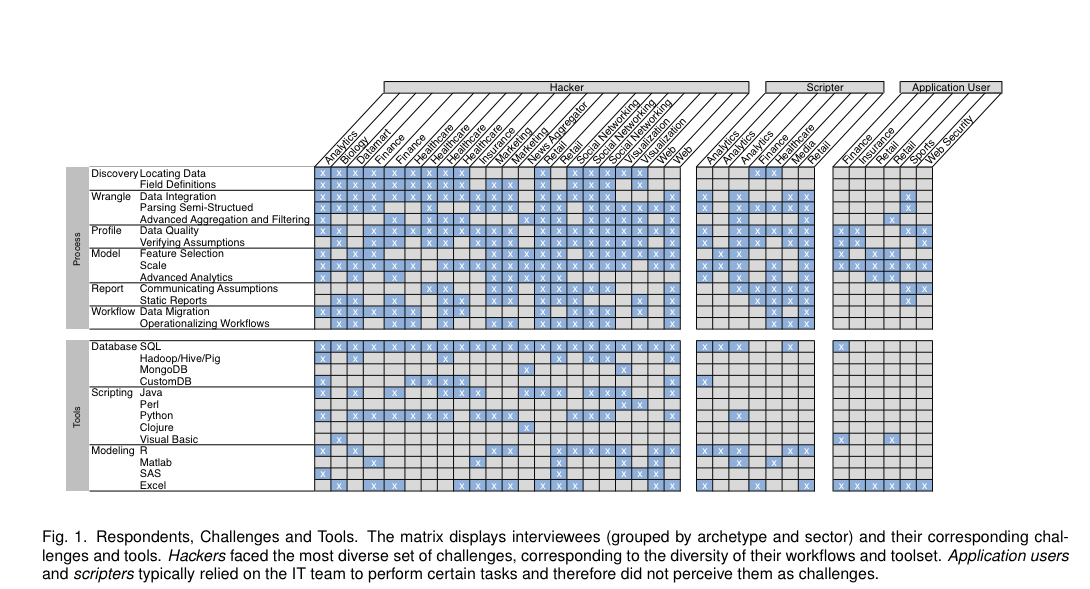 Hacker
Scripter
Application User
Analytics
Biology
Datamart
Finance
Finance
Healthcare
Healthcare
Healthcare
Healthcare
Insurance
Marketing
Marketing
News Aggregator
Retail
Retail
Social Networking
Social Networking
Social Networking
Visualization
Visualization
Web
Web
Analytics
Analytics
Analytics
Finance
Healthcare
Media
Retail
Finance
Insurance
Retail
Retail
Sports
Web Security
Process
Discovery Locating Data
Field Definitions
Wrangle Data Integration
Parsing Semi-Structued
Advanced Aggregation and Filtering
Profile Data Quality
Verifying Assumptions
Model Feature Selection
Scale
Advanced Analytics
Report Communicating Assumptions
Static Reports
Workflow Data Migration
Operationalizing Workflows
Tools
Database SQL
Hadoop/Hive/Pig
MongoDB
CustomDB
Scripting Java
Perl
Python
Clojure
Visual Basic
Modeling R
Matlab
SAS
Excel
Fig. 1. Respondents, Challenges and Tools. The matrix displays interviewees (grouped by archetype and sector) and their corresponding chal-
lenges and tools. Hackers faced the most diverse set of challenges, corresponding to the diversity of their workflows and toolset. Application users
and scripters typically relied on the IT team to perform certain tasks and therefore did not perceive them as challenges.